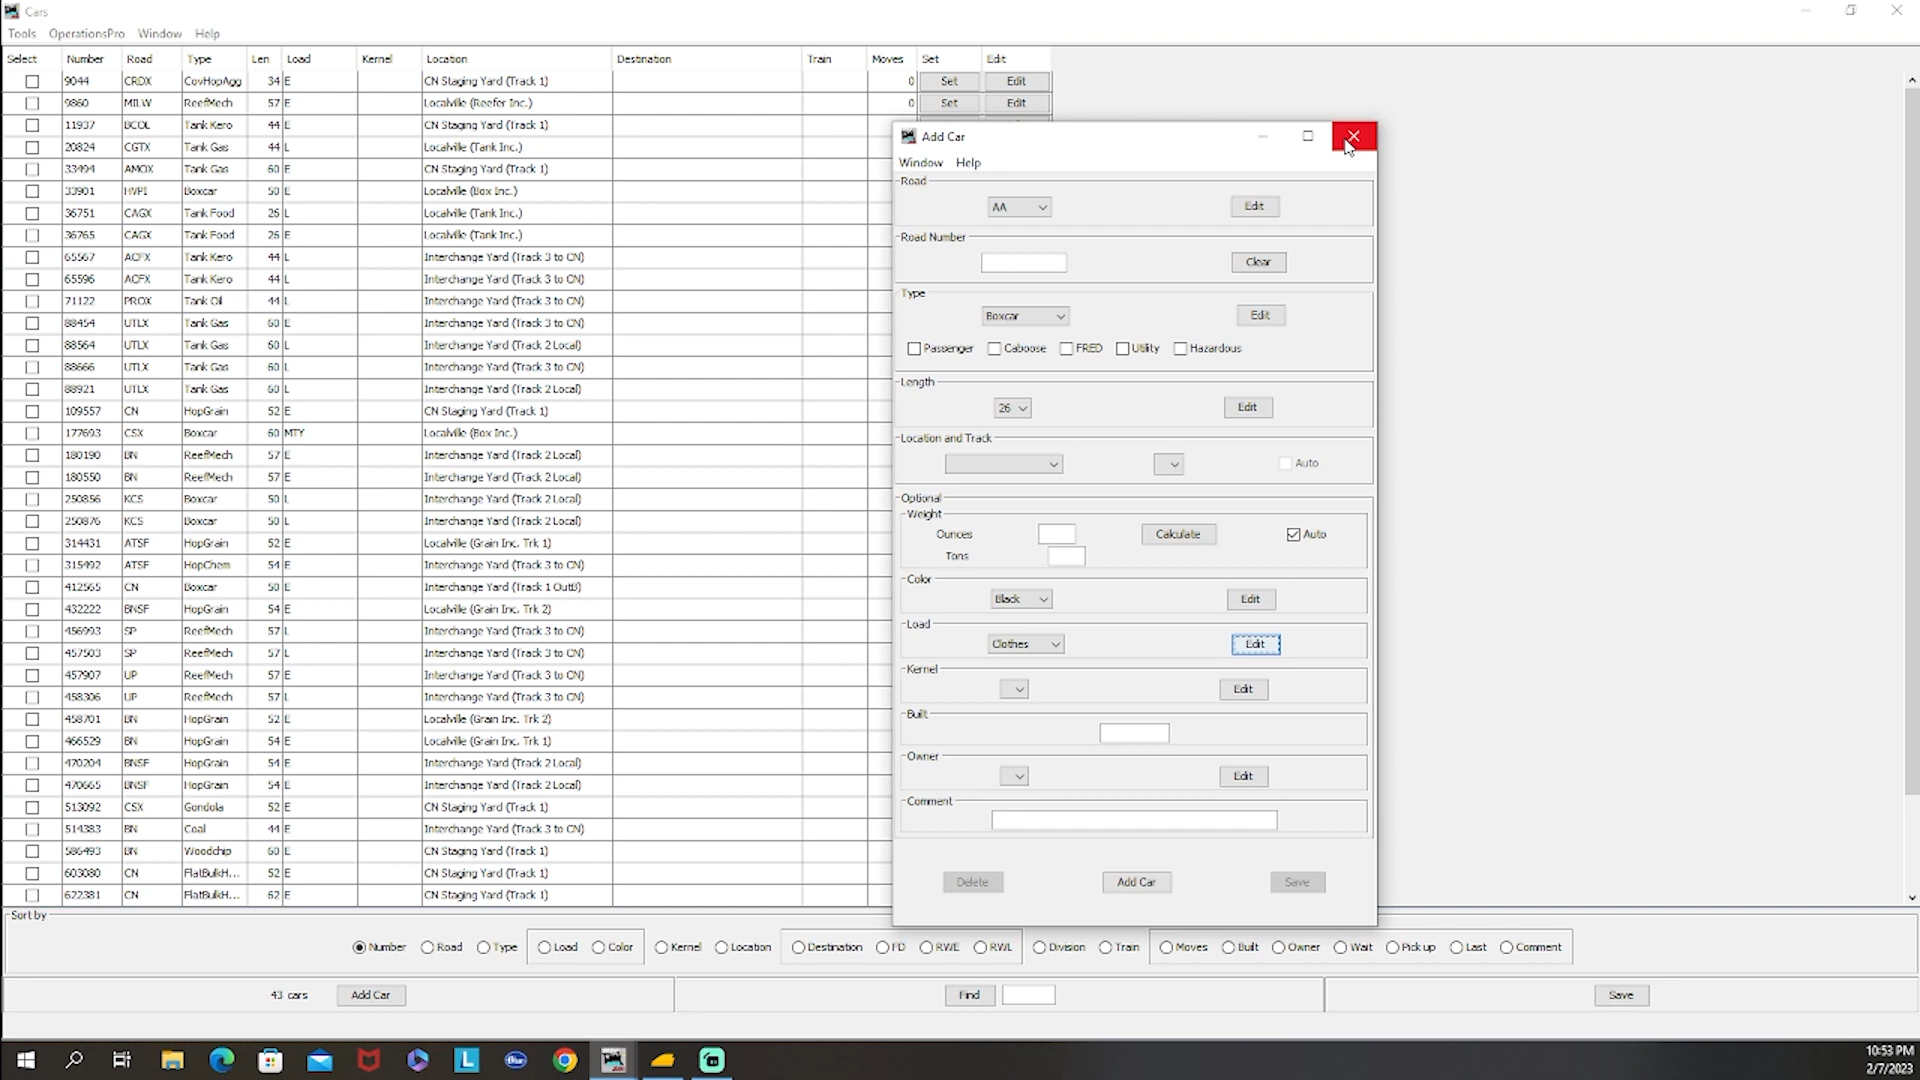 Cars
Tools OperationsPro Window Help
Select Number Road Type Len Load Kernel Location Destination Train Moves Set Edit
9044 CRDX CovHopAgg 34 E CN Staging Yard (Track 1) 0 Set Edit
9860 MILW ReefMech 57 E Localville (Reefer Inc.) 0 Set Edit
11937 BCOL Tank Kero 44 E CN Staging Yard (Track 1)
20824 CGTX Tank Gas 44 L Localville (Tank Inc.)
33494 AMOX Tank Gas 60 E CN Staging Yard (Track 1)
33901 HVPI Boxcar 50 E Localville (Box Inc.)
36751 CAGX Tank Food 26 L Localville (Tank Inc.)
36765 CAGX Tank Food 26 E Localville (Tank Inc.)
65567 ACFX Tank Kero 44 L Interchange Yard (Track 3 to CN)
65596 ACFX Tank Kero 44 L Interchange Yard (Track 3 to CN)
71122 PROX Tank Oil 44 L Interchange Yard (Track 3 to CN)
88454 UTLX Tank Gas 60 E Interchange Yard (Track 3 to CN)
88564 UTLX Tank Gas 60 L Interchange Yard (Track 2 Local)
88666 UTLX Tank Gas 60 L Interchange Yard (Track 3 to CN)
88921 UTLX Tank Gas 60 L Interchange Yard (Track 2 Local)
109557 CN HopGrain 52 E CN Staging Yard (Track 1)
177693 CSX Boxcar 60 MTY Localville (Box Inc.)
180190 BN ReefMech 57 E Interchange Yard (Track 2 Local)
180550 BN ReefMech 57 E Interchange Yard (Track 2 Local)
250856 KCS Boxcar 50 L Interchange Yard (Track 2 Local)
250876 KCS Boxcar 50 L Interchange Yard (Track 2 Local)
314431 ATSF HopGrain 52 E Localville (Grain Inc. Trk 1)
315492 ATSF HopChem 54 E Interchange Yard (Track 3 to CN)
412565 CN Boxcar 50 E Interchange Yard (Track 1 OutB)
432222 BNSF HopGrain 54 E Localville (Grain Inc. Trk 2)
456993 SP ReefMech 57 L Interchange Yard (Track 3 to CN)
457503 SP ReefMech 57 L Interchange Yard (Track 3 to CN)
457907 UP ReefMech 57 E Interchange Yard (Track 3 to CN)
458306 UP ReefMech 57 L Interchange Yard (Track 3 to CN)
458701 BN HopGrain 52 E Localville (Grain Inc. Trk 2)
466529 BN HopGrain 54 E Localville (Grain Inc. Trk 1)
470204 BNSF HopGrain 54 E Interchange Yard (Track 2 Local)
470665 BNSF HopGrain 54 E Interchange Yard (Track 2 Local)
513092 CSX Gondola 52 E CN Staging Yard (Track 1)
514383 BN Coal 44 E Interchange Yard (Track 3 to CN)
586493 BN Woodchip 60 E CN Staging Yard (Track 1)
603080 CN FlatBulkH... 52 E CN Staging Yard (Track 1)
622381 CN FlatBulkH... 62 E CN Staging Yard (Track 1)
Add Car
Window Help
Road
AA Edit
Road Number
Clear
Type
Boxcar Edit
Passenger Caboose FRED Utility Hazardous
Length
26 Edit
Location and Track
Auto
Optional
Weight
Ounces Calculate Auto
Tons
Color
Black Edit
Load
Clothes Edit
Kernel
Edit
Built
Owner
Edit
Comment
Delete Add Car Save
Sort by
Number Road Type Load Color Kernel Location Destination FD RWE RWL Division Train Moves Built Owner Wait Pick up Last Comment
43 cars Add Car Find Save
L Blue
10:53 PM
2/7/2023